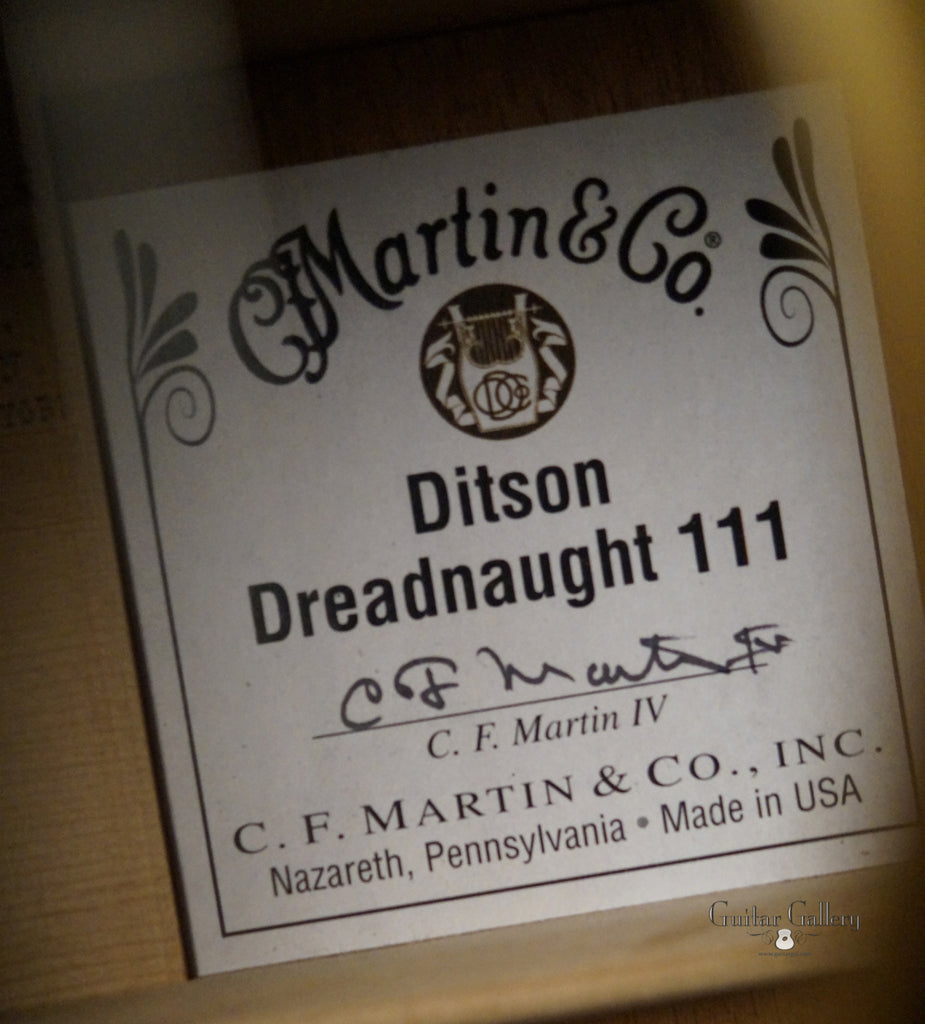 CF Martin & Co.®
Ditson
Dreadnaught 111
C F Martin IV
C. F. Martin IV
C. F. MARTIN & CO., INC.
Nazareth, Pennsylvania • Made in USA
Guitar Gallery